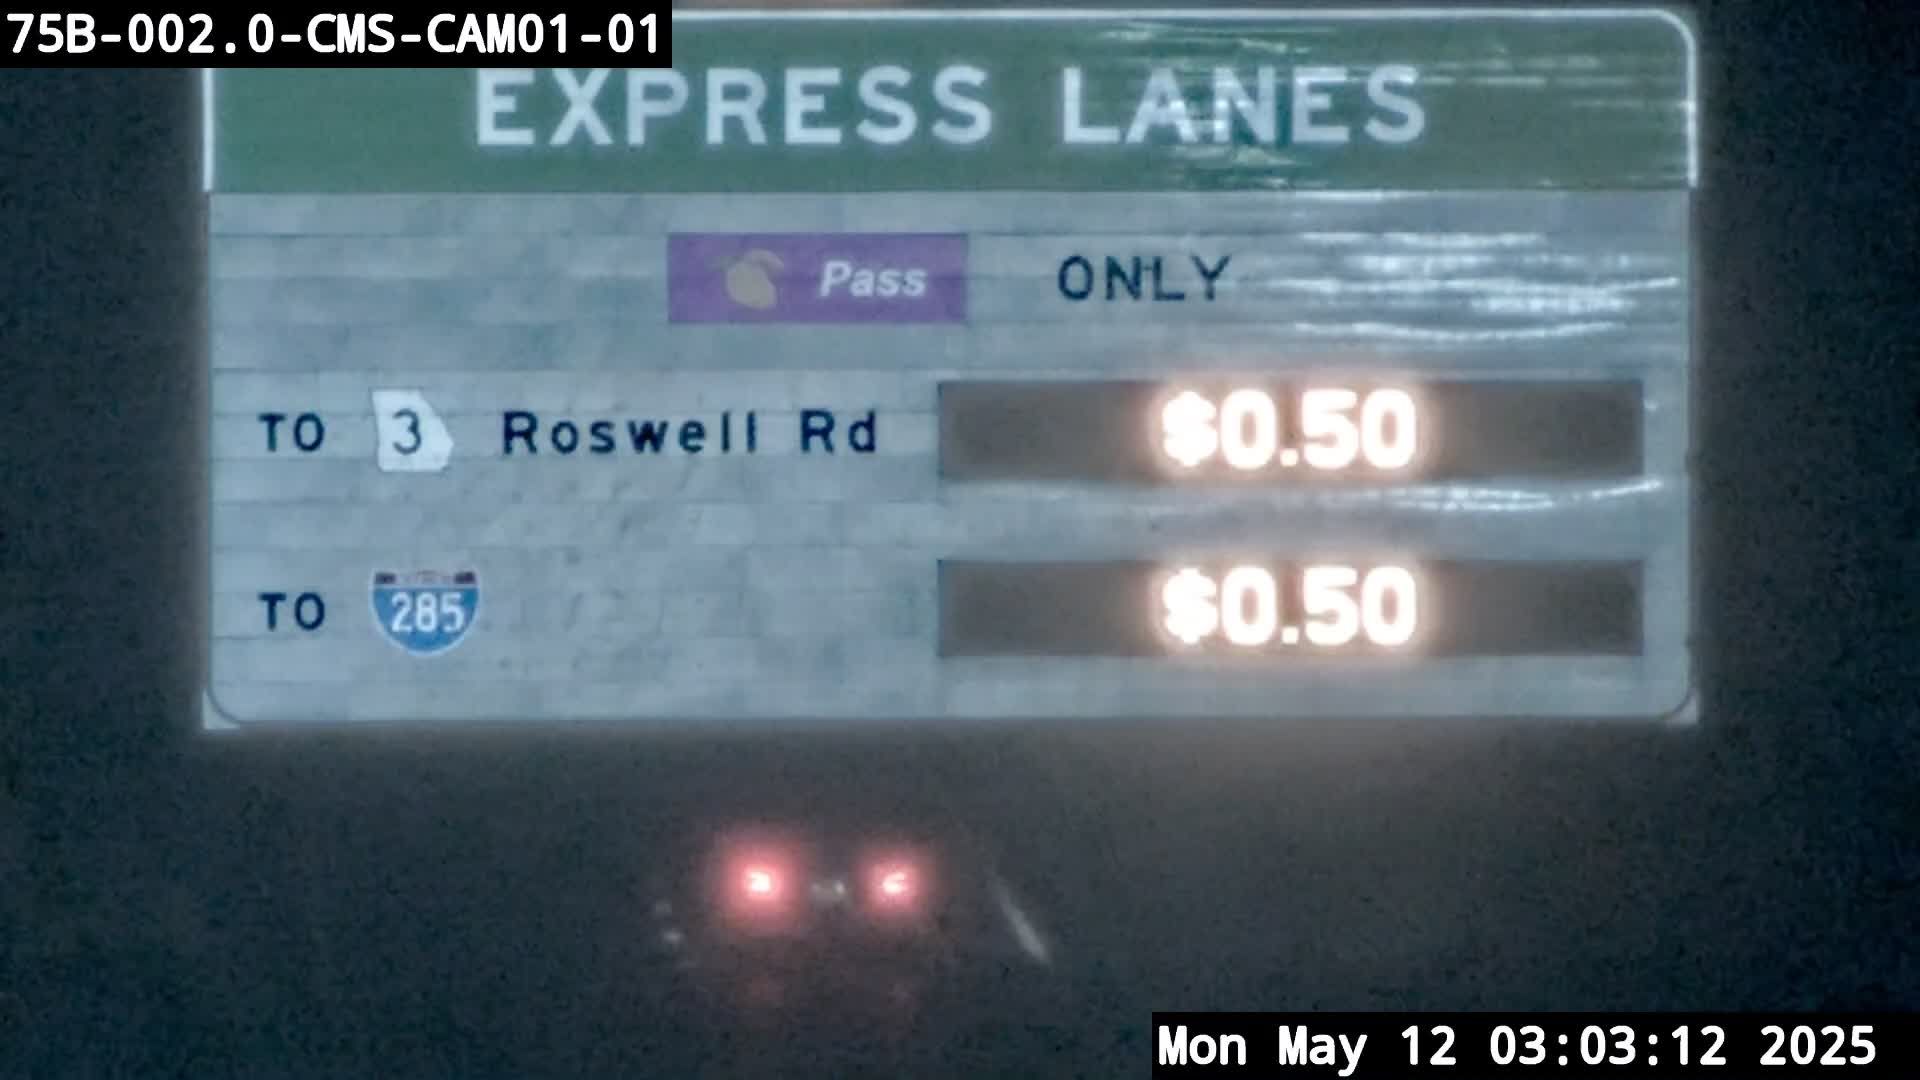 75B-002.0-CMS-CAM01-01
EXPRESS LANES
Pass ONLY
TO 3 Roswell Rd $0.50
TO 285 $0.50
Mon May 12 03:03:12 2025